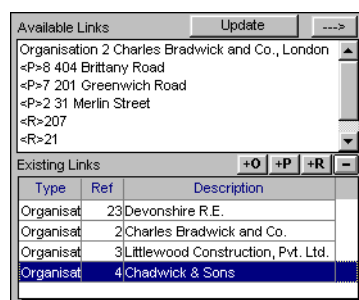 Available Links Update --->
Organisation 2 Charles Bradwick and Co., London
<P>8 404 Brittany Road
<P>7 201 Greenwich Road
<P>2 31 Merlin Street
<R>207
<R>21
Existing Links +O +P +R −
Type Ref Description
Organisat 23 Devonshire R.E.
Organisat 2 Charles Bradwick and Co.
Organisat 3 Littlewood Construction, Pvt. Ltd.
Organisat 4 Chadwick & Sons